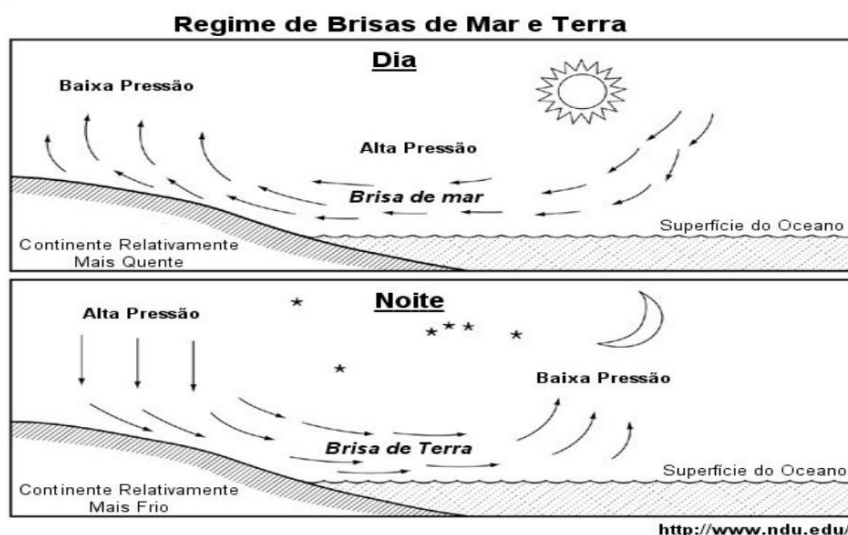 Regime de Brisas de Mar e Terra
Dia
Baixa Pressão
Alta Pressão
Brisa de mar
Superfície do Oceano
Continente Relativamente
Mais Quente
Noite
Alta Pressão
Baixa Pressão
Brisa de Terra
Superfície do Oceano
Continente Relativamente
Mais Frio
http://www.ndu.edu/